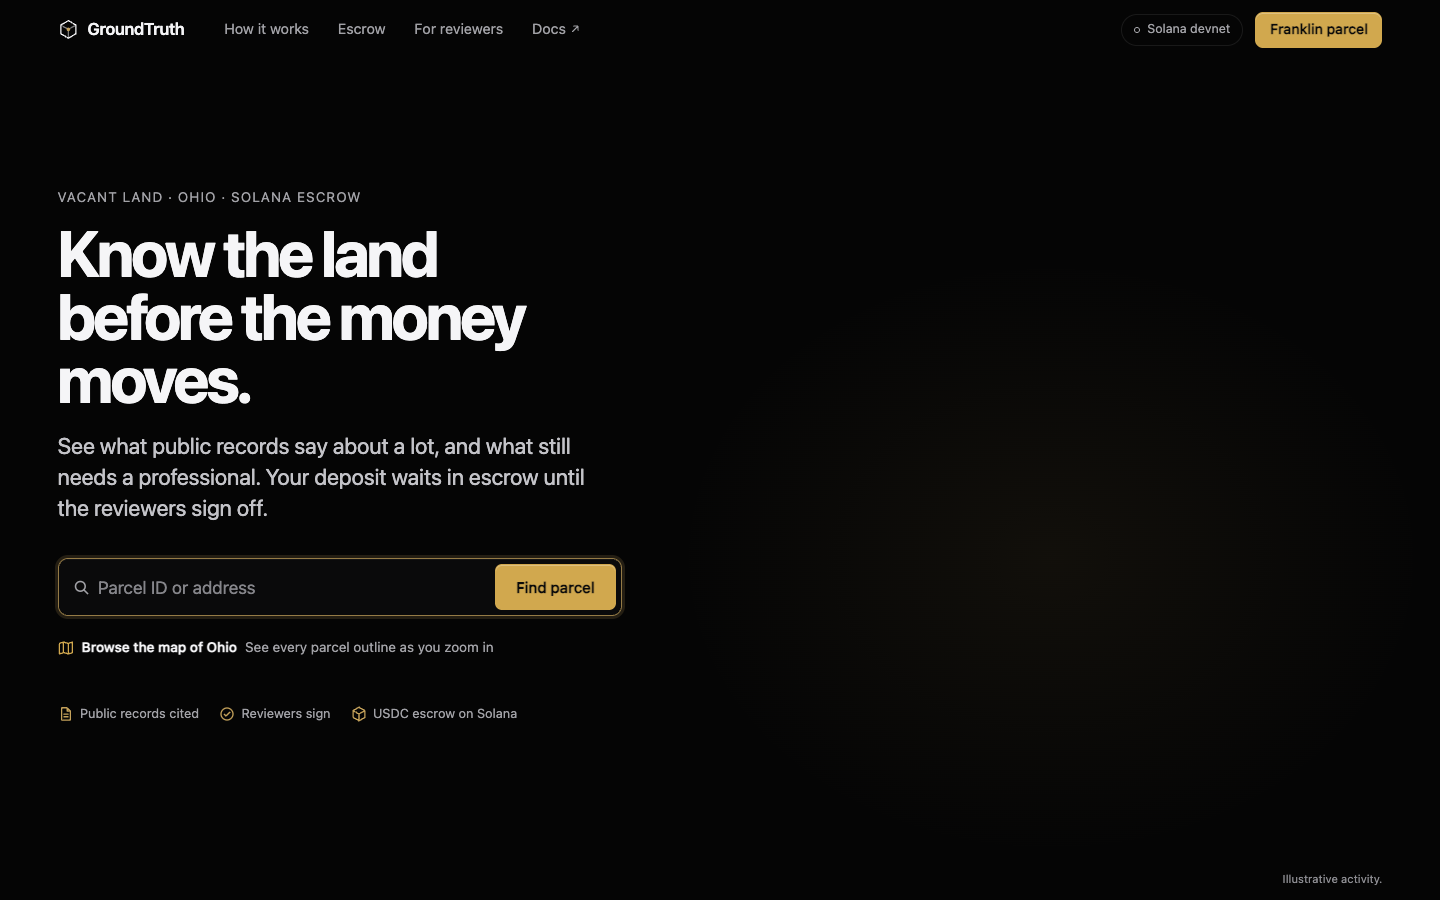 GroundTruth
How it works
Escrow
For reviewers
Docs ↗
Solana devnet
Franklin parcel
VACANT LAND · OHIO · SOLANA ESCROW
Know the land
before the money
moves.
See what public records say about a lot, and what still
needs a professional. Your deposit waits in escrow until
the reviewers sign off.
Parcel ID or address
Find parcel
Browse the map of Ohio See every parcel outline as you zoom in
Public records cited
Reviewers sign
USDC escrow on Solana
Illustrative activity.